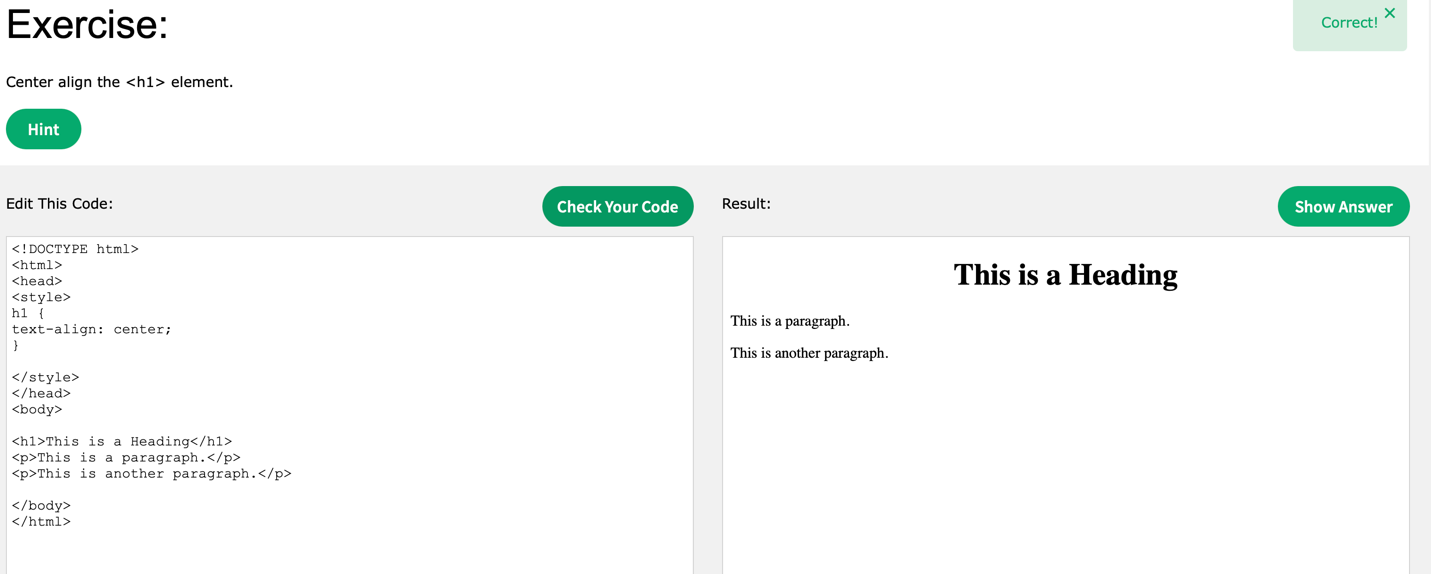 Exercise:
Correct!
×
Center align the <h1> element.
Hint
Edit This Code:
Check Your Code
<!DOCTYPE html>
<html>
<head>
<style>
h1 {
text-align: center;
}
</style>
</head>
<body>
<h1>This is a Heading</h1>
<p>This is a paragraph.</p>
<p>This is another paragraph.</p>
</body>
</html>
Result:
Show Answer
This is a Heading
This is a paragraph.
This is another paragraph.